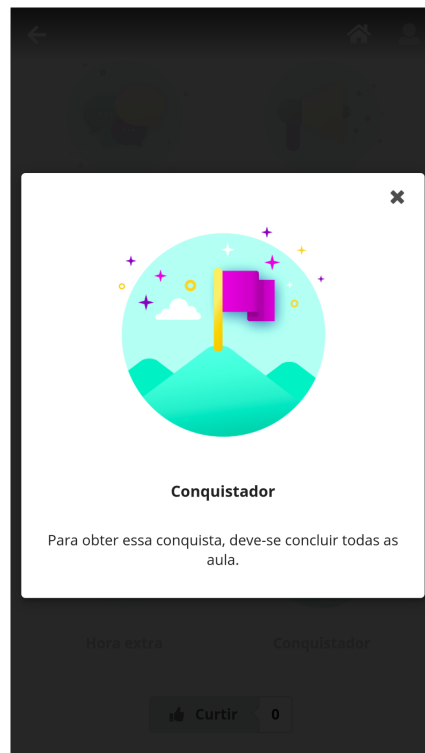 Conquistador
Para obter essa conquista, deve-se concluir todas as
aula.
Hora extra
Conquistador
Curtir
0